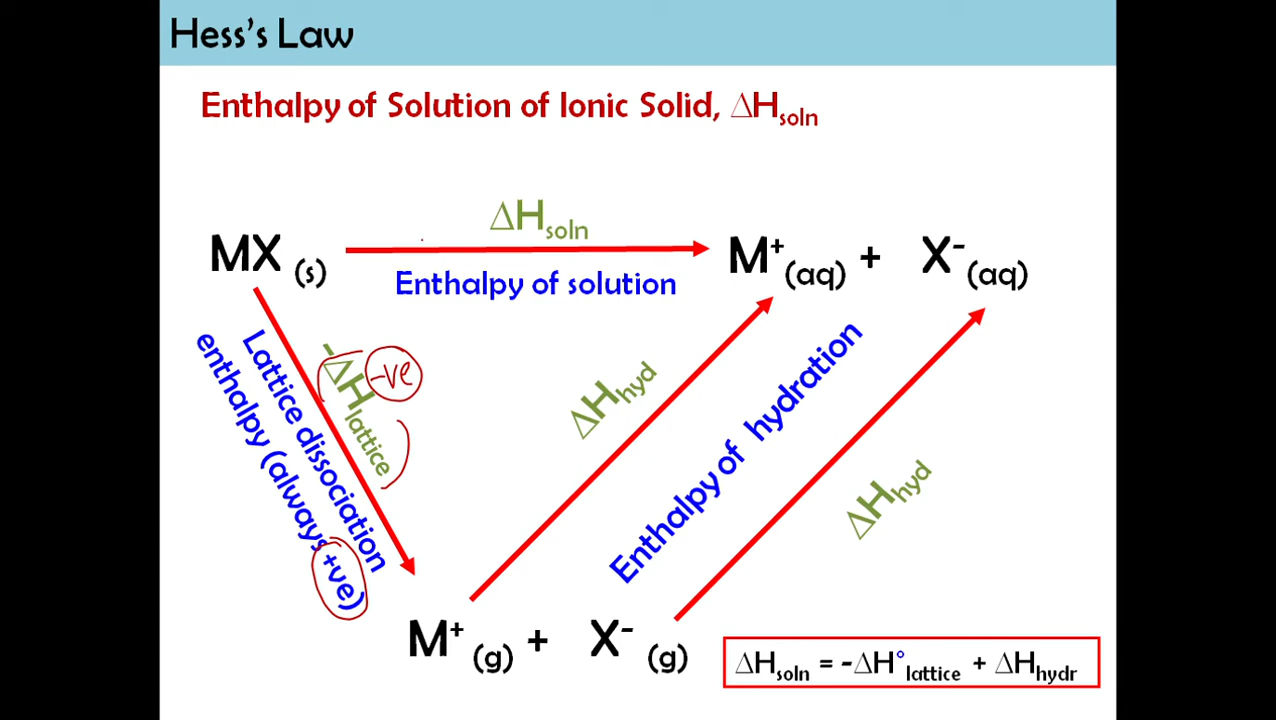 Hess's Law
Enthalpy of Solution of Ionic Solid, ΔHsoln
ΔHsoln
MX (s)
M⁺(aq) + X⁻(aq)
Enthalpy of solution
Lattice dissociation
enthalpy (always +ve)
-ΔHlattice
-ve
ΔHhyd
Enthalpy of hydration
ΔHhyd
M⁺(g) + X⁻(g)
ΔHsoln = -ΔH°lattice + ΔHhydr